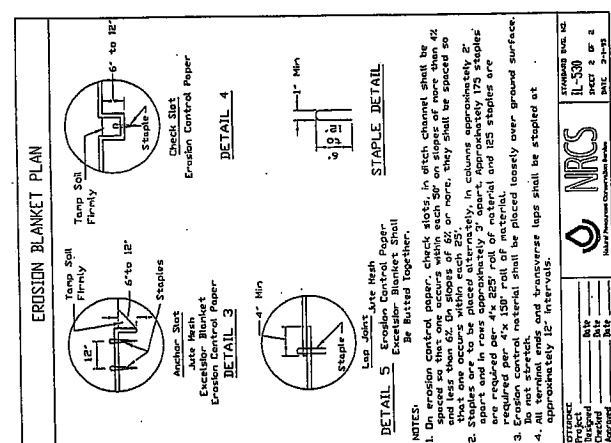 EROSION BLANKET PLAN
Tamp Soil
Firmly
12"
6"to 12"
Staples
Anchor Slot
Jute Mesh
Excelsior Blanket
Erosion Control Paper
DETAIL 3
Tamp Soil
Firmly
6" to 12"
Staple
Check Slot
Erosion Control Paper
DETAIL 4
4" Min
Staple
Lap Joint
Jute Mesh
DETAIL 5
Erosion Control Paper
Excelsior Blanket Shall
Be Butted Together.
1" Min
6" to 12"
STAPLE DETAIL
NOTES:
1. On erosion control paper, check slots, in ditch channel shall be
spaced so that one occurs within each 50' on slopes of more than 4%
and less than 6%. On slopes of 6% or more, they shall be spaced so
that one occurs within each 25'.
2. Staples are to be placed alternately, in columns approximately 2'
apart and in rows approximately 3' apart. Approximately 175 staples
are required per 4'x 225' roll of material and 125 staples are
required per 4'x 150' roll of material.
3. Erosion control material shall be placed loosely over ground surface.
Do not stretch.
4. All terminal ends and transverse laps shall be stapled at
approximately 12" intervals.
REFERENCE
Project
Designed Date
Checked Date
Approved Date
NRCS
Natural Resources Conservation Service
STANDARD DWG. NO.
IL-530
SHEET 2 OF 2